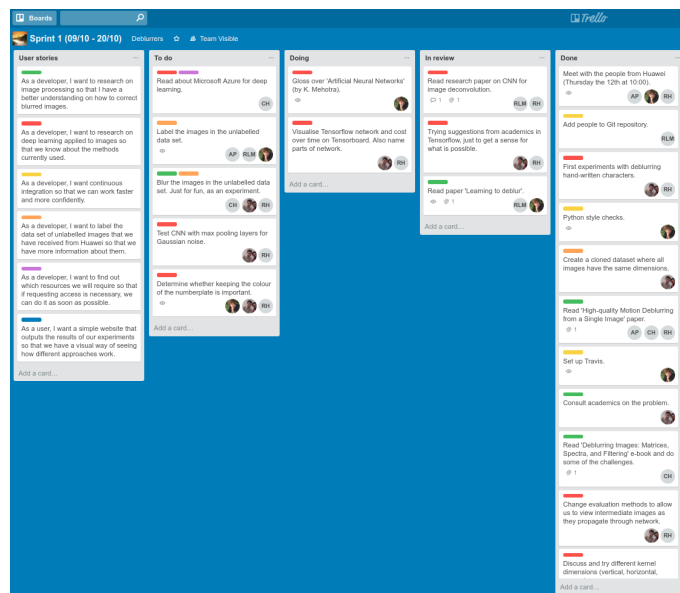 Boards
Trello
Sprint 1 (09/10 - 20/10)
Deblurrers
Team Visible
User stories
As a developer, I want to research on
image processing so that I have a
better understanding on how to correct
blurred images.
As a developer, I want to research on
deep learning applied to images so
that we know about the methods
currently used.
As a developer, I want continuous
integration so that we can work faster
and more confidently.
As a developer, I want to label the
data set of unlabelled images that we
have received from Huawei so that we
have more information about them.
As a developer, I want to find out
which resources we will require so that
if requesting access is necessary, we
can do it as soon as possible.
As a user, I want a simple website that
outputs the results of our experiments
so that we have a visual way of seeing
how different approaches work.
Add a card...
To do
Read about Microsoft Azure for deep
learning.
CH
Label the images in the unlabelled
data set.
AP RLM
Blur the images in the unlabelled data
set. Just for fun, as an experiment.
CH RH
Test CNN with max pooling layers for
Gaussian noise.
RH
Determine whether keeping the colour
of the numberplate is important.
RH
Add a card...
Doing
Gloss over 'Artificial Neural Networks'
(by K. Mehotra).
Visualise Tensorflow network and cost
over time on Tensorboard. Also name
parts of network.
RH
Add a card...
In review
Read research paper on CNN for
image deconvolution.
1 1
RLM RH
Trying suggestions from academics in
Tensorflow, just to get a sense for
what is possible.
RH
Read paper 'Learning to deblur'.
1
RLM
Add a card...
Done
Meet with the people from Huawei
(Thursday the 12th at 10:00).
AP RH
Add people to Git repository.
RLM
First experiments with deblurring
hand-written characters.
RH
Python style checks.
Create a cloned dataset where all
images have the same dimensions.
Read 'High-quality Motion Deblurring
from a Single Image' paper.
1
AP CH RH
Set up Travis.
Consult academics on the problem.
Read 'Deblurring Images: Matrices,
Spectra, and Filtering' e-book and do
some of the challenges.
1
CH
Change evaluation methods to allow
us to view intermediate images as
they propagate through network.
RH
Discuss and try different kernel
dimensions (vertical, horizontal,
Add a card...